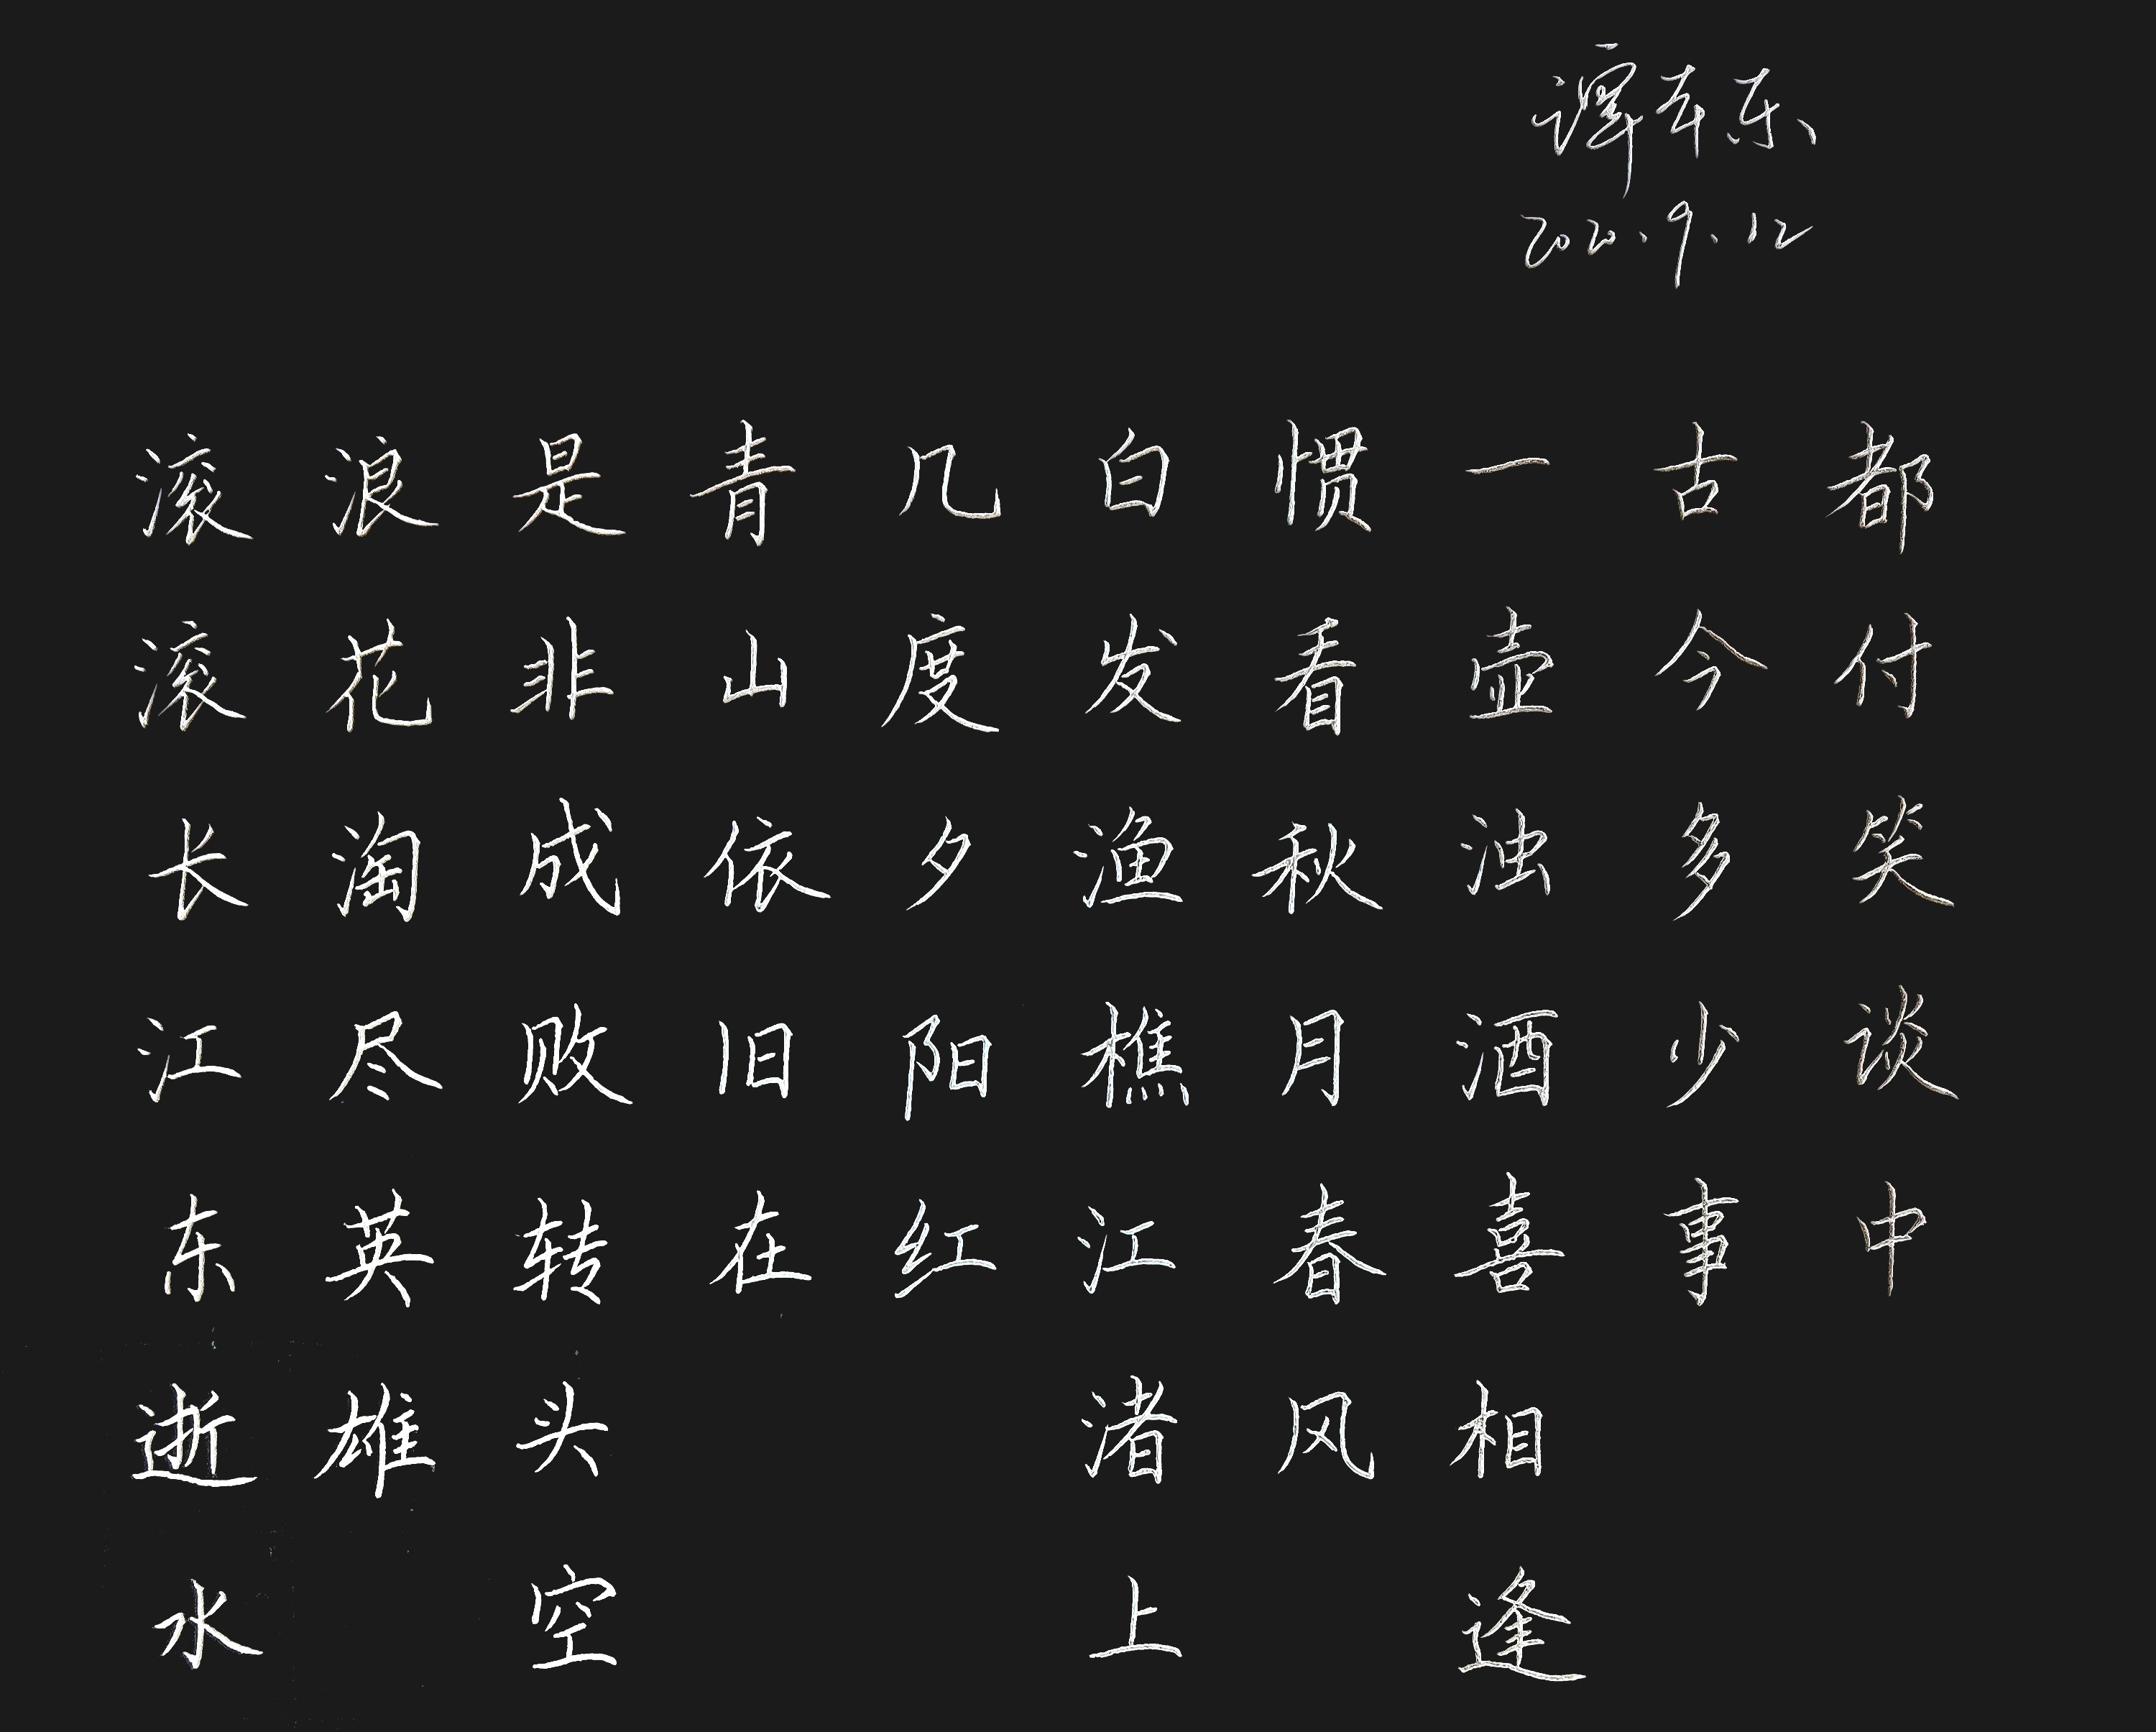 滚滚长江东逝水
浪花淘尽英雄
是非成败转头空
青山依旧在
几度夕阳红
白发渔樵江渚上
惯看秋月春风
一壶浊酒喜相逢
古今多少事
都付笑谈中
2020.9.12